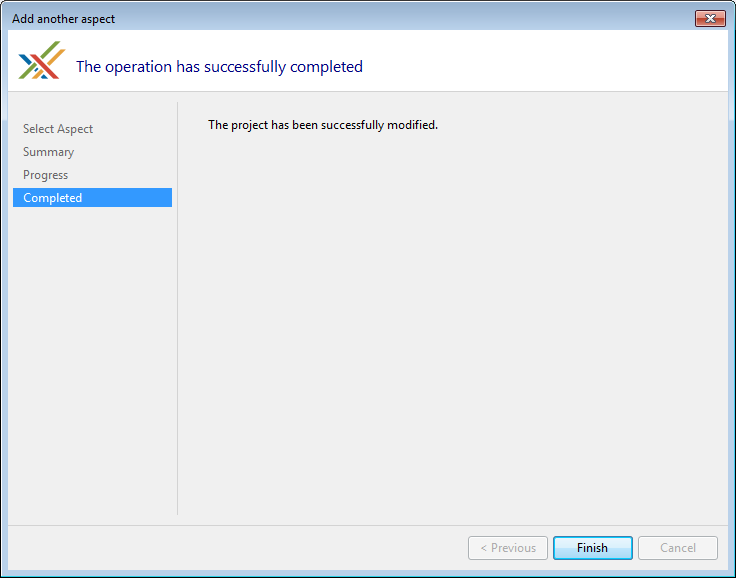 Add another aspect
The operation has successfully completed
Select Aspect
Summary
Progress
Completed
The project has been successfully modified.
< Previous
Finish
Cancel